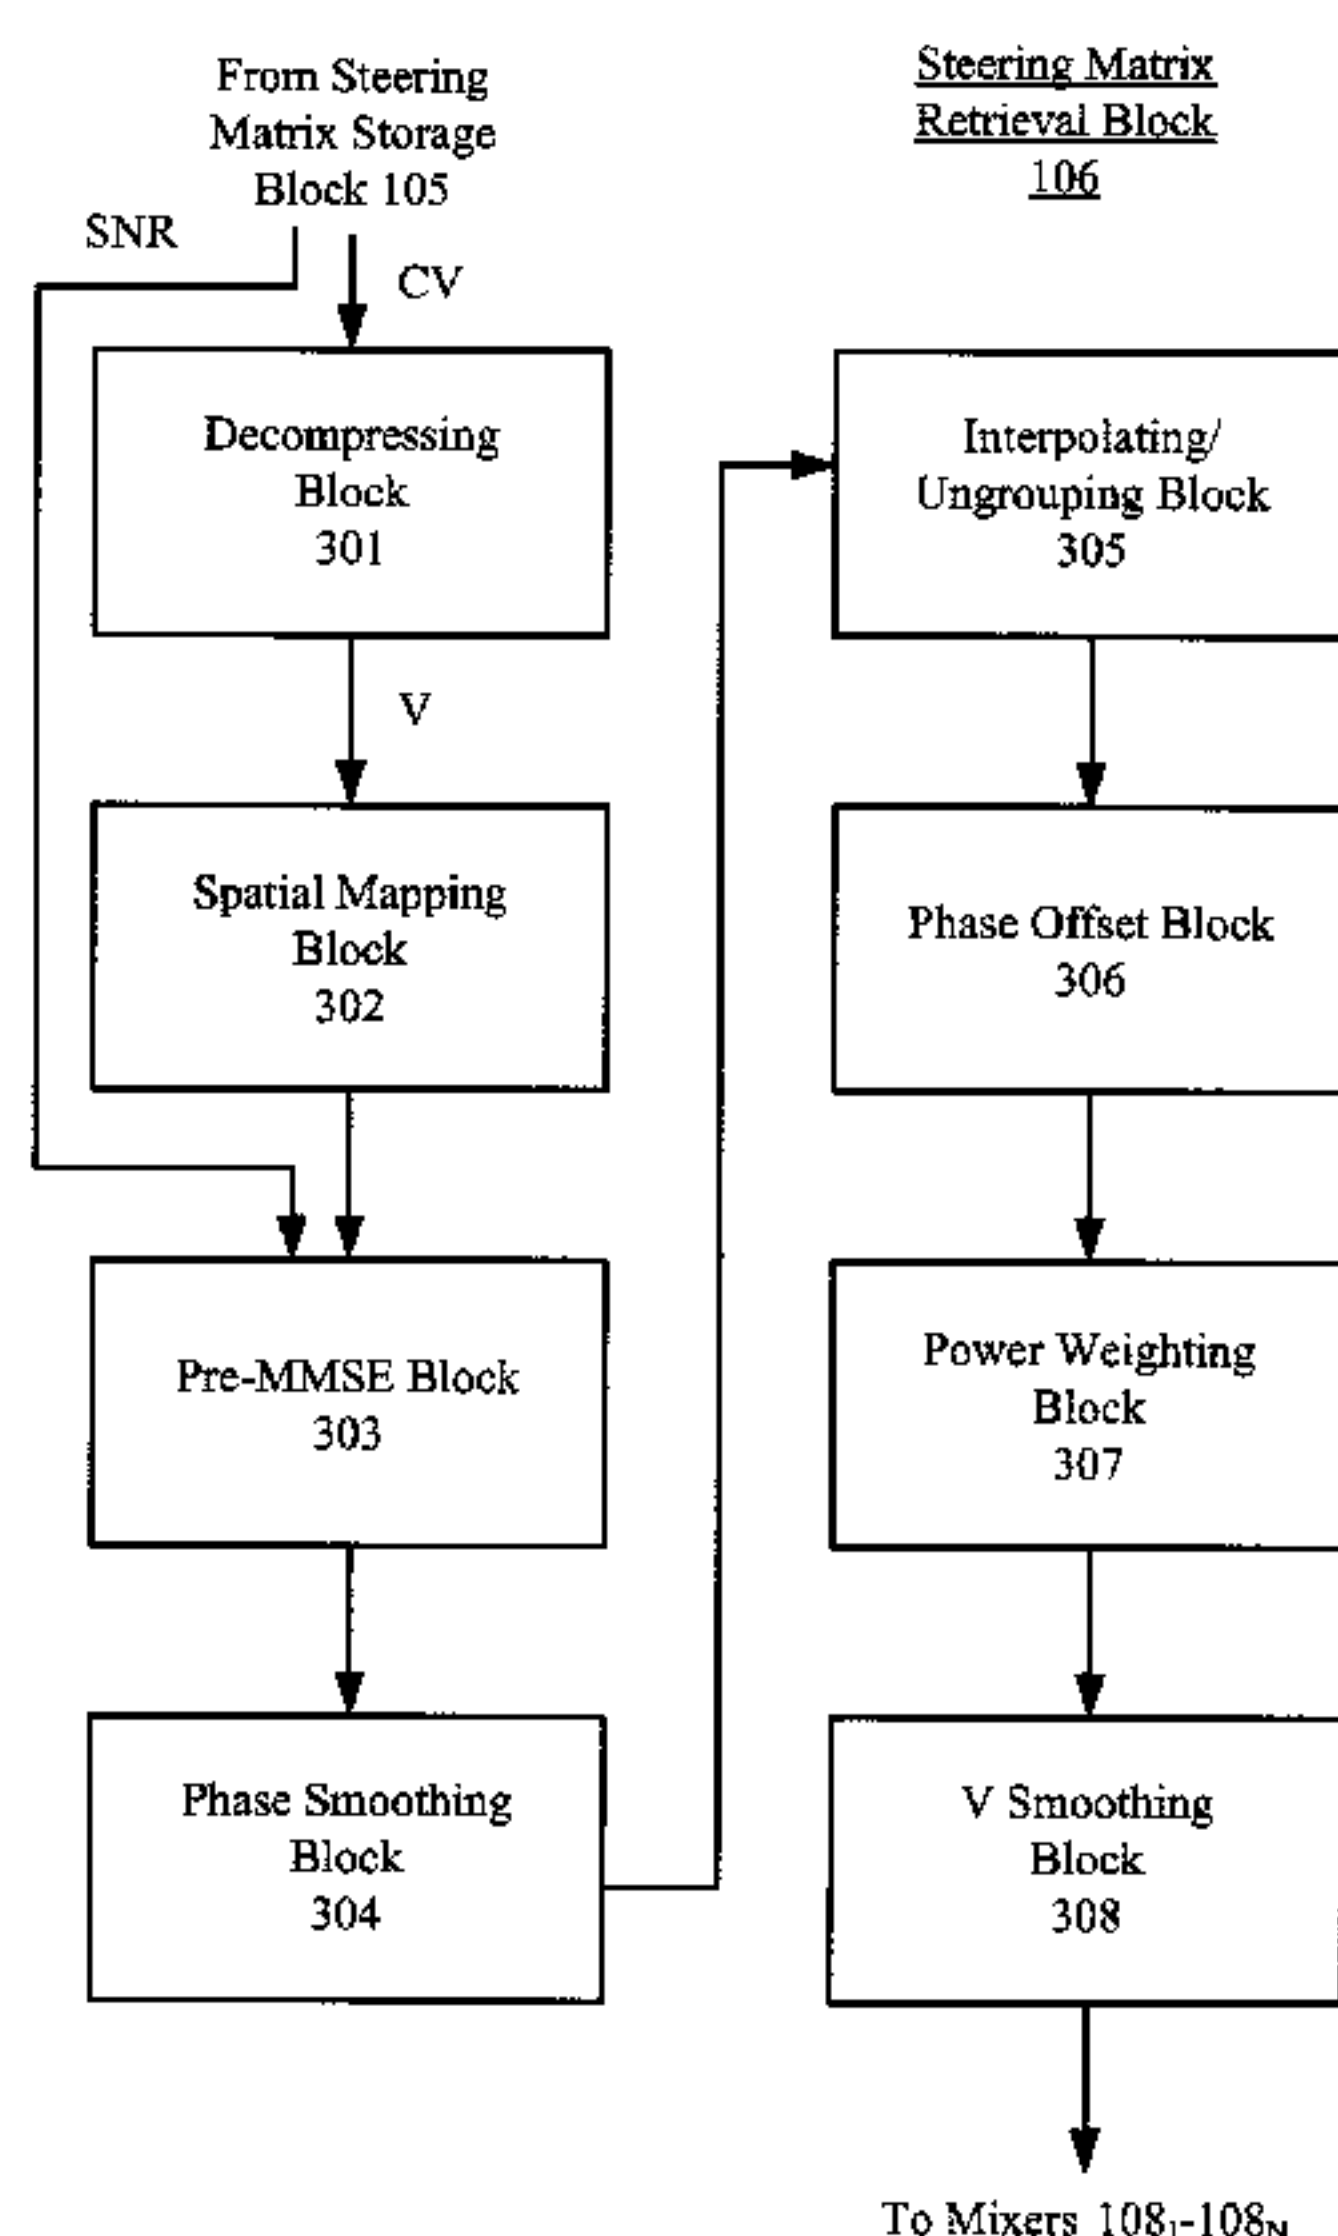 From Steering
Matrix Storage
Block 105
SNR
CV
Decompressing
Block
301
V
Spatial Mapping
Block
302
Pre-MMSE Block
303
Phase Smoothing
Block
304
Steering Matrix
Retrieval Block
106
Interpolating/
Ungrouping Block
305
Phase Offset Block
306
Power Weighting
Block
307
V Smoothing
Block
308
To Mixers 108₁-108ɴ